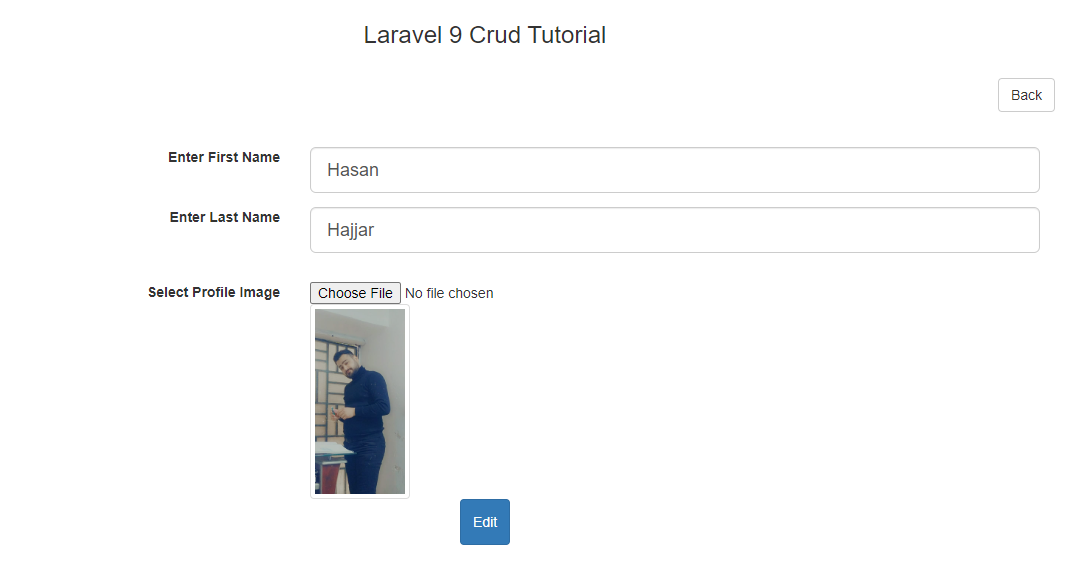 Laravel 9 Crud Tutorial
Back
Enter First Name
Hasan
Enter Last Name
Hajjar
Select Profile Image
Choose File No file chosen
Edit